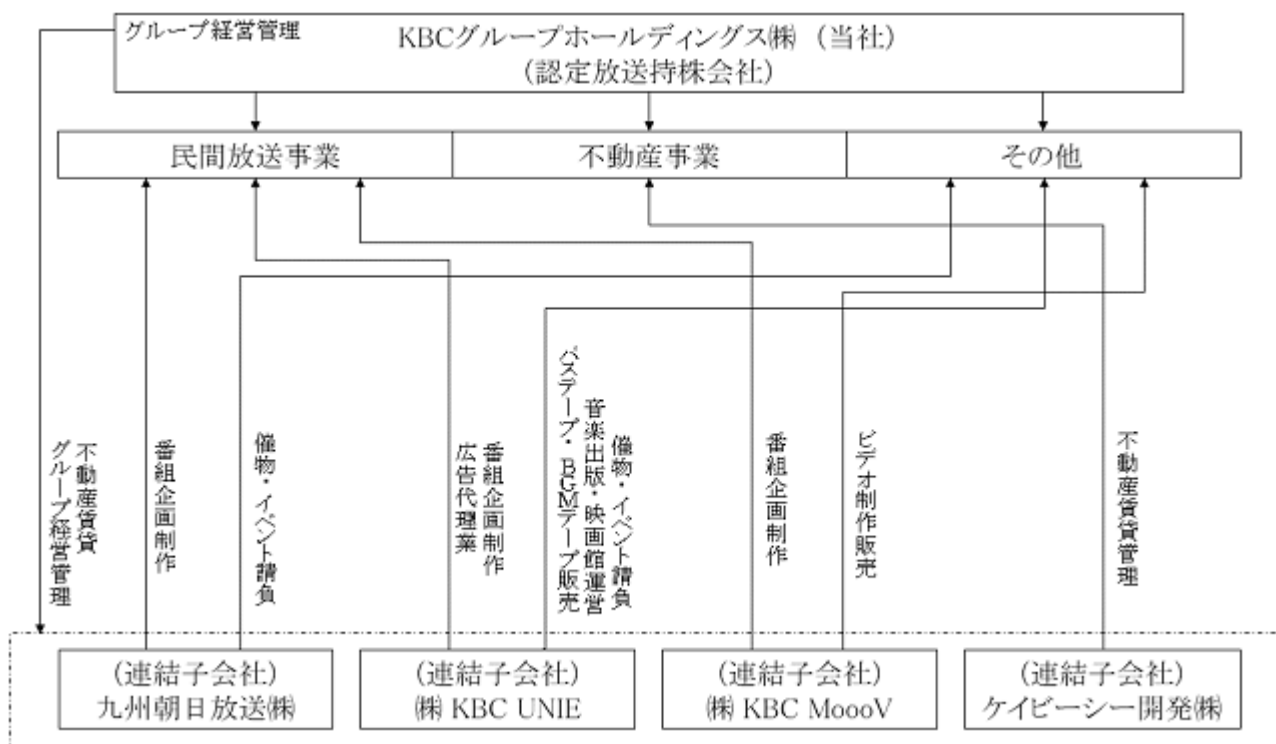 グループ経営管理
KBCグループホールディングス㈱（当社）
（認定放送持株会社）
民間放送事業
不動産事業
その他
不動産賃貸
グループ経営管理
番組企画制作
催物・イベント請負
番組企画制作
広告代理業
催物・イベント請負
音楽出版・映画館運営
バステープ・BGMテープ販売
番組企画制作
ビデオ制作販売
不動産賃貸管理
（連結子会社）
九州朝日放送㈱
（連結子会社）
㈱ KBC UNIE
（連結子会社）
㈱ KBC MoooV
（連結子会社）
ケイビーシー開発㈱